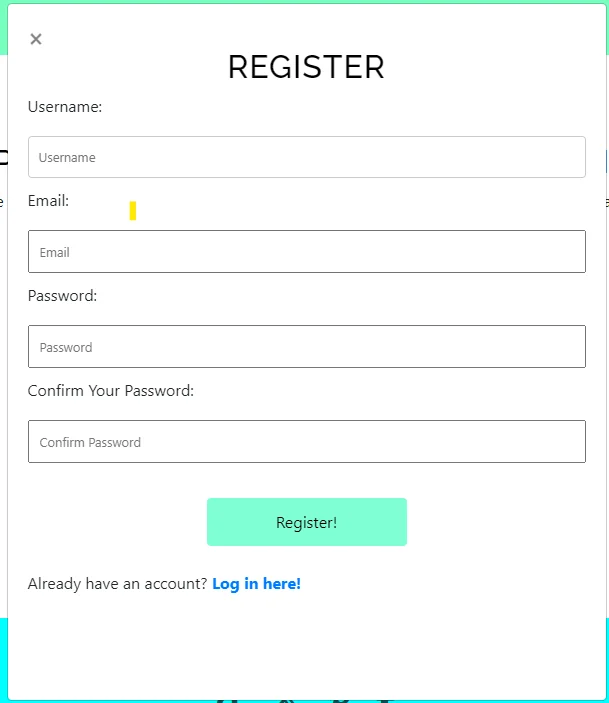 ×
REGISTER
Username:
Username
Email:
Email
Password:
Password
Confirm Your Password:
Confirm Password
Register!
Already have an account? Log in here!